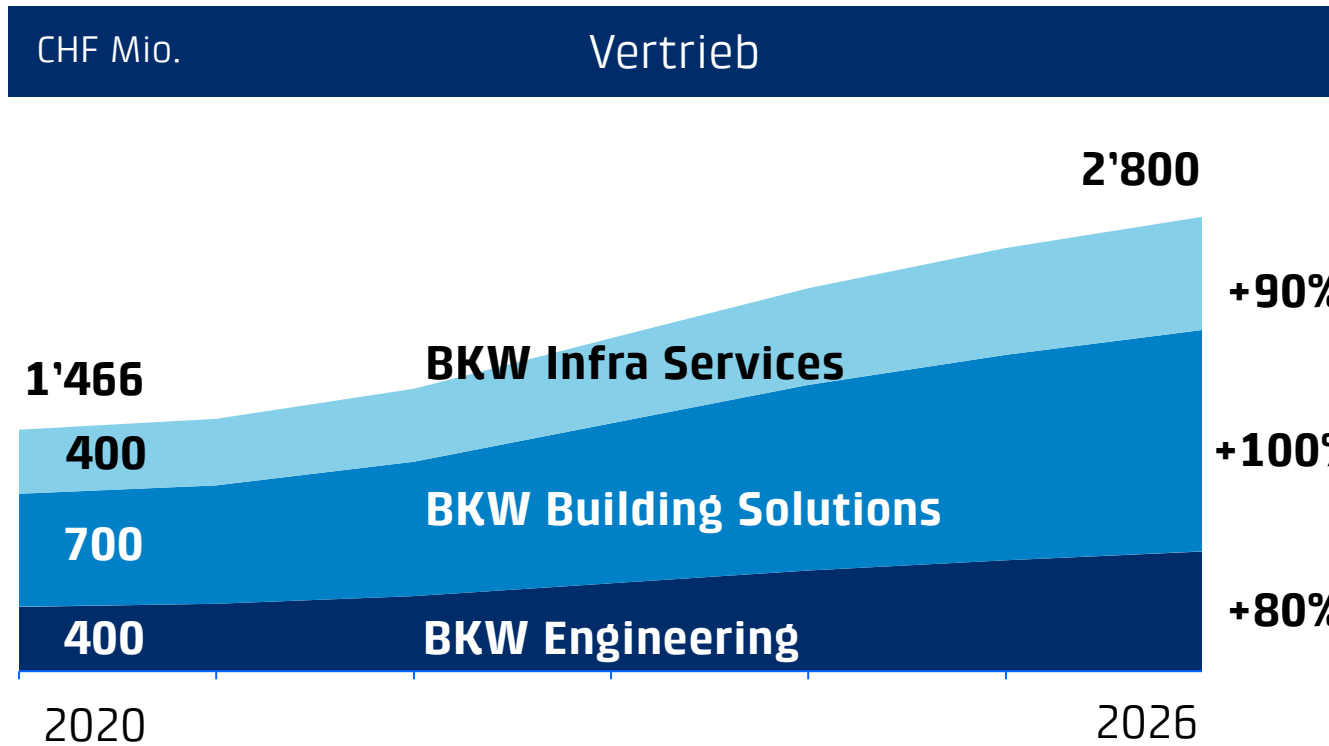 CHF Mio.
Vertrieb
2’800
+90%
BKW Infra Services
1’466
400
+100%
BKW Building Solutions
700
+80%
BKW Engineering
400
2020
2026